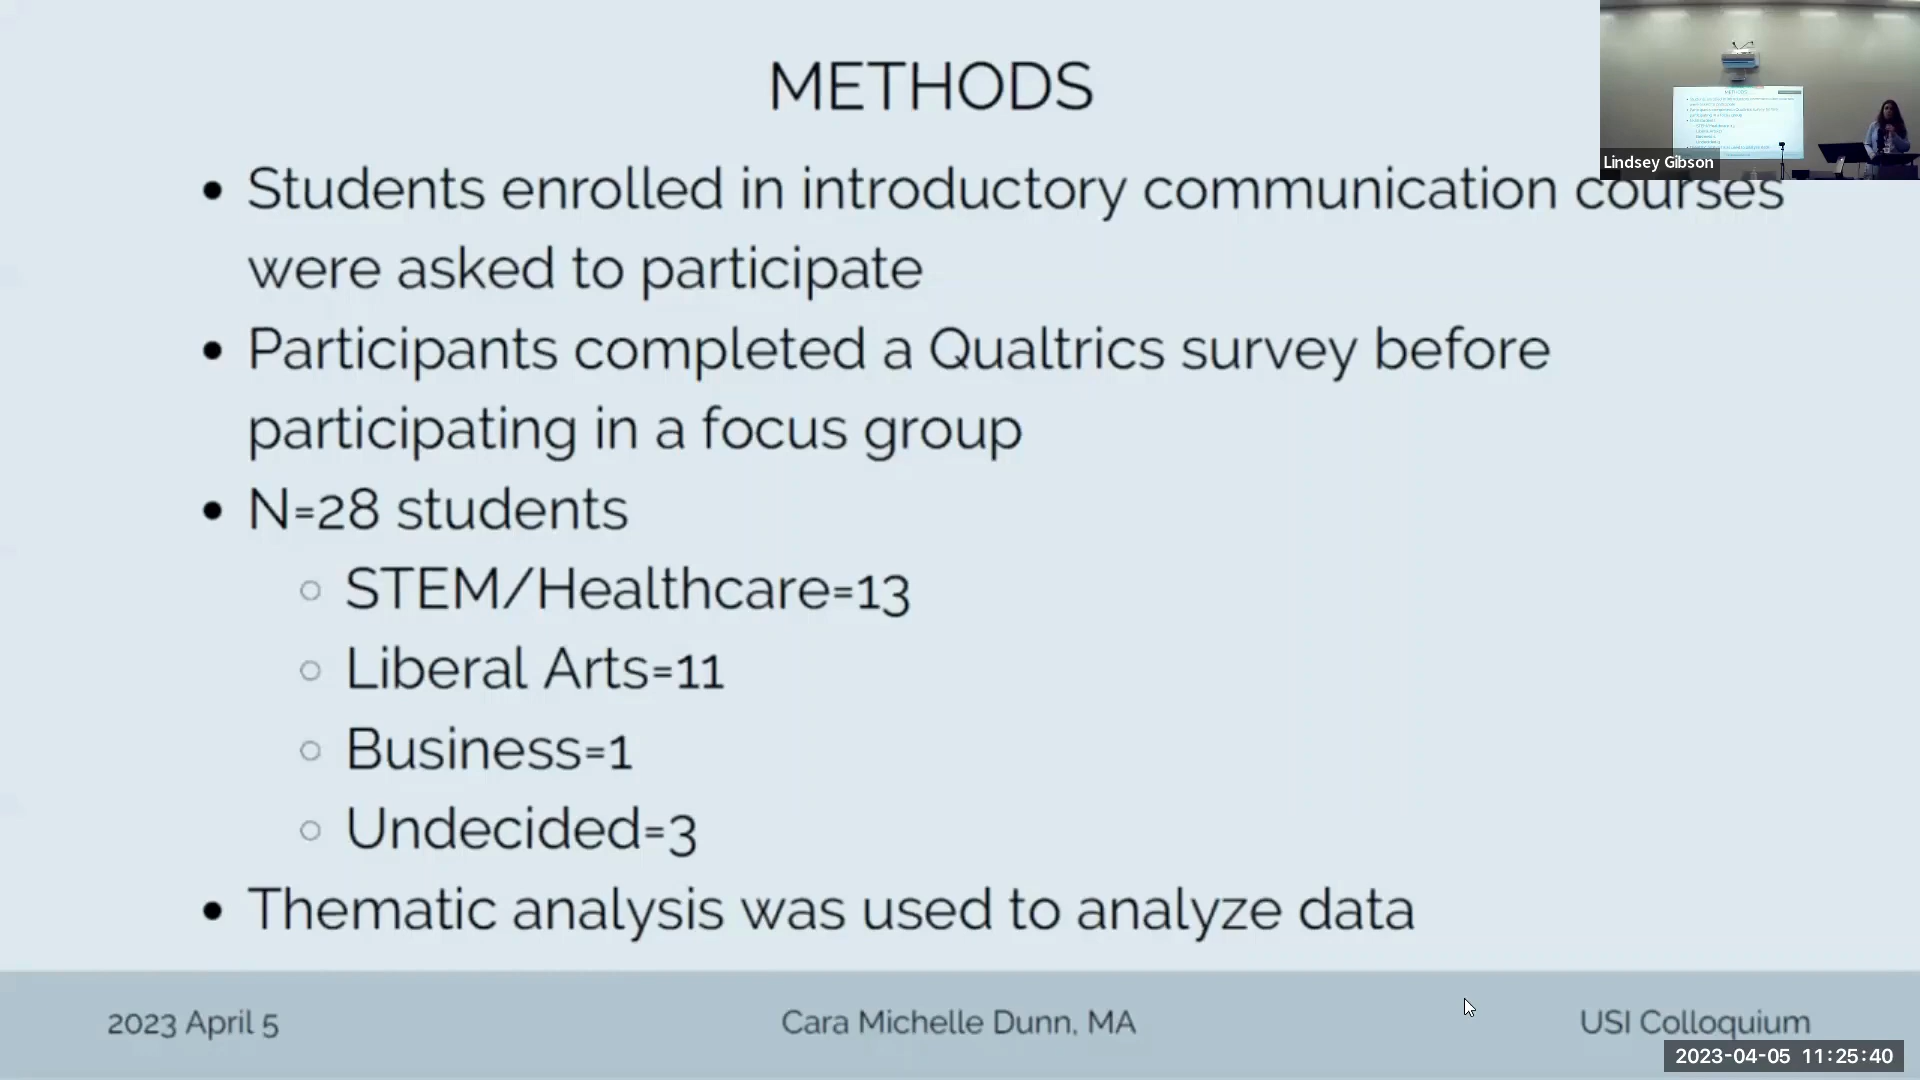 METHODS
Lindsey Gibson
• Students enrolled in introductory communication courses
were asked to participate
• Participants completed a Qualtrics survey before
participating in a focus group
• N=28 students
○ STEM/Healthcare=13
○ Liberal Arts=11
○ Business=1
○ Undecided=3
• Thematic analysis was used to analyze data
2023 April 5 Cara Michelle Dunn, MA USI Colloquium
2023-04-05 11:25:40